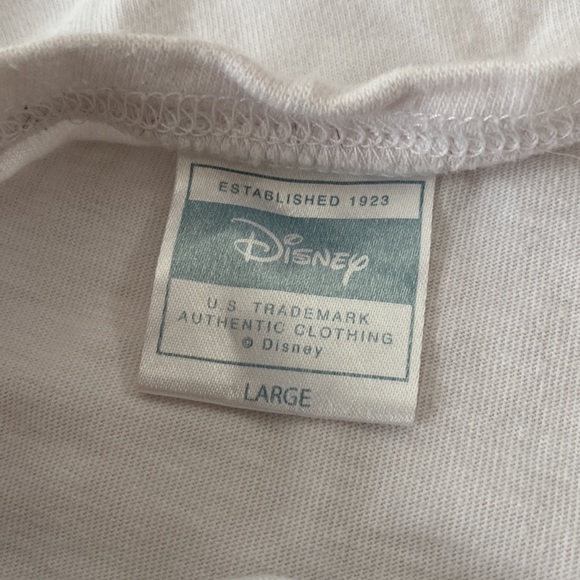 ESTABLISHED 1923
Disney
U.S. TRADEMARK
AUTHENTIC CLOTHING
© Disney
LARGE